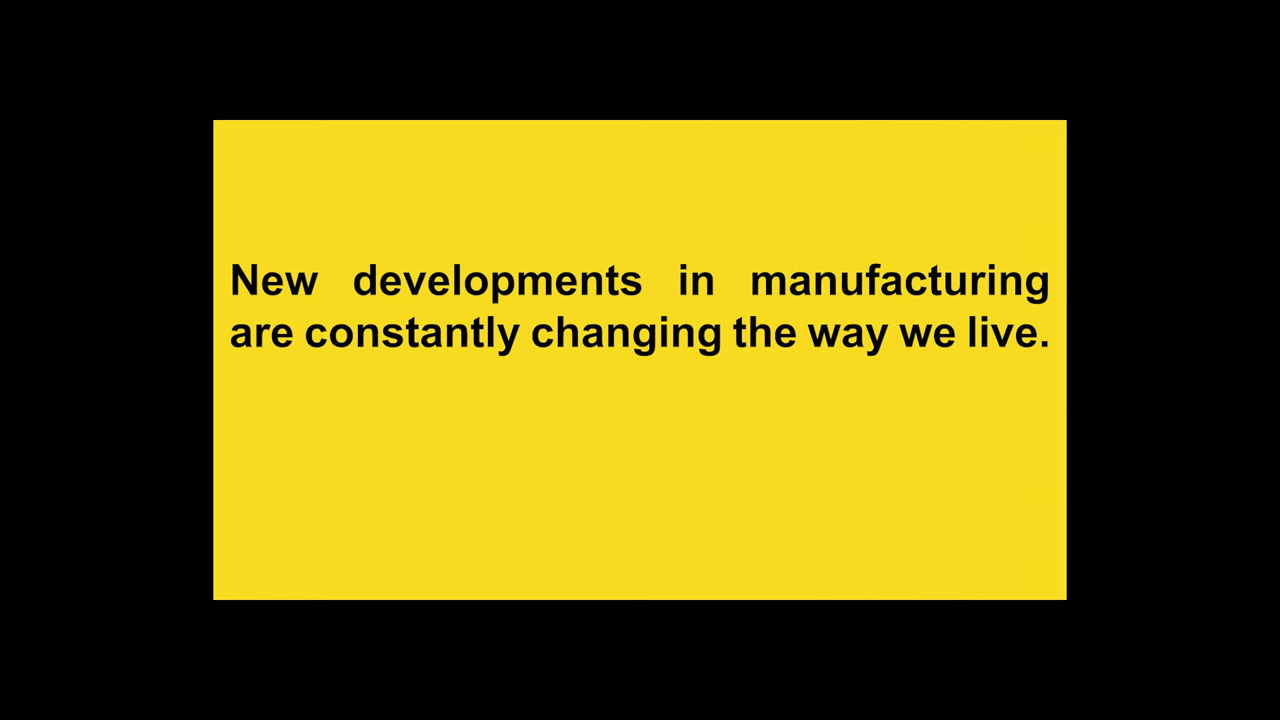 New developments in manufacturing
are constantly changing the way we live.